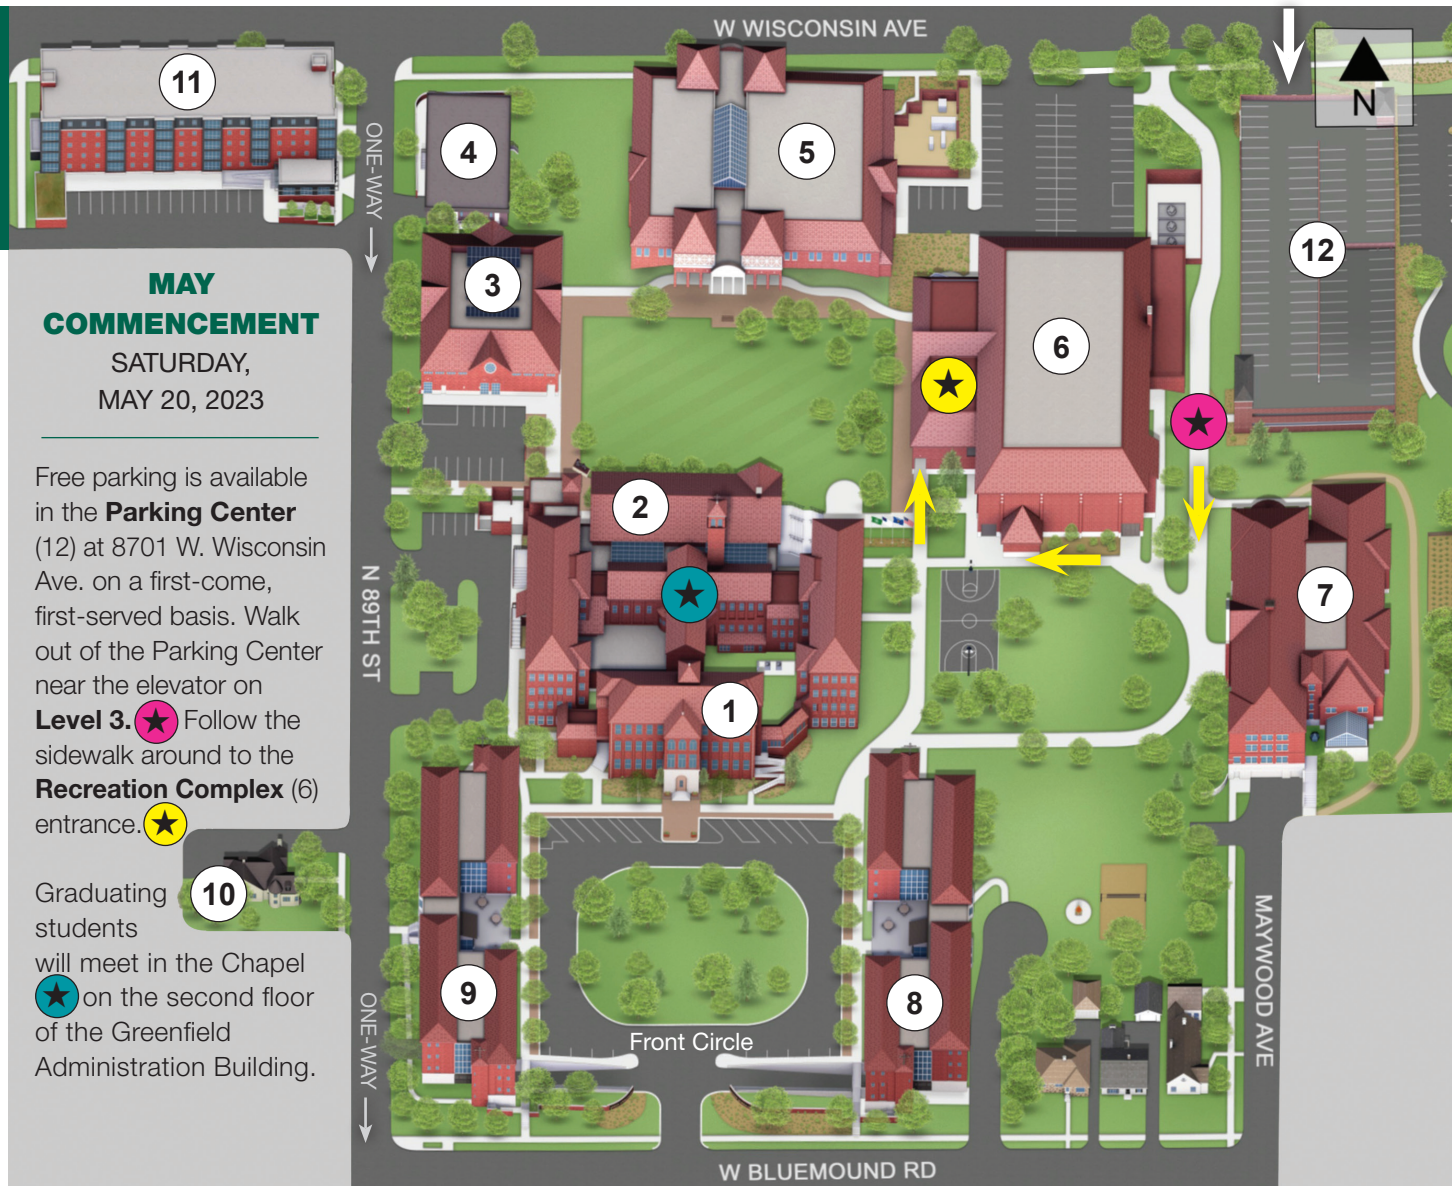 W WISCONSIN AVE
N
11
4
5
ONE-WAY
12
3
6
MAY
COMMENCEMENT
SATURDAY,
MAY 20, 2023
Free parking is available
in the Parking Center
(12) at 8701 W. Wisconsin
Ave. on a first-come,
first-served basis. Walk
out of the Parking Center
near the elevator on
Level 3. Follow the
sidewalk around to the
Recreation Complex (6)
entrance.
Graduating
students
will meet in the Chapel
on the second floor
of the Greenfield
Administration Building.
2
N 89TH ST
7
1
10
9
8
MAYWOOD AVE
ONE-WAY
Front Circle
W BLUEMOUND RD